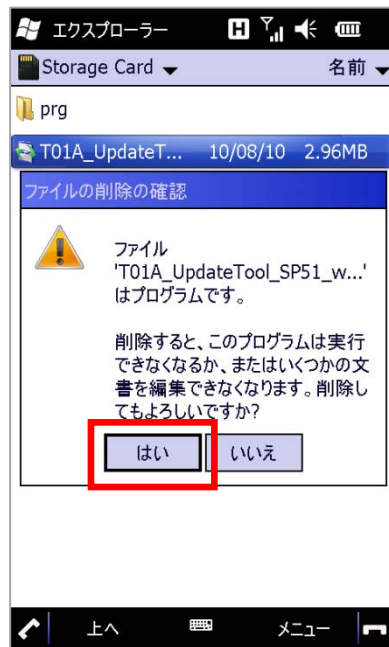 エクスプローラー H
Storage Card 名前
prg
T01A_UpdateT... 10/08/10 2.96MB
ファイルの削除の確認
ファイル
'T01A_UpdateTool_SP51_w...'
はプログラムです。
削除すると、このプログラムは実行
できなくなるか、またはいくつかの文
書を編集できなくなります。削除し
てもよろしいですか?
はい いいえ
上へ メニュー